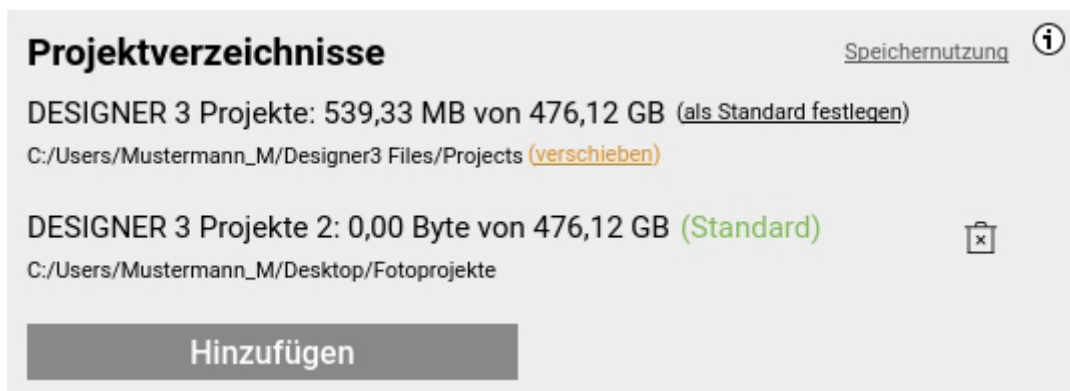 Projektverzeichnisse
Speichernutzung
DESIGNER 3 Projekte: 539,33 MB von 476,12 GB (als Standard festlegen)
C:/Users/Mustermann_M/Designer3 Files/Projects (verschieben)
DESIGNER 3 Projekte 2: 0,00 Byte von 476,12 GB (Standard)
C:/Users/Mustermann_M/Desktop/Fotoprojekte
Hinzufügen